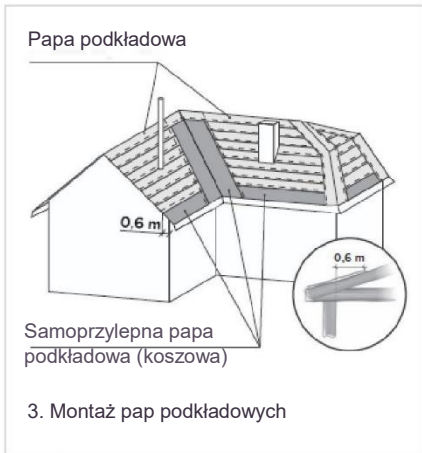 Papa podkładowa
0,6 m
0,6 m
Samoprzylepna papa
podkładowa (koszowa)
3. Montaż pap podkładowych